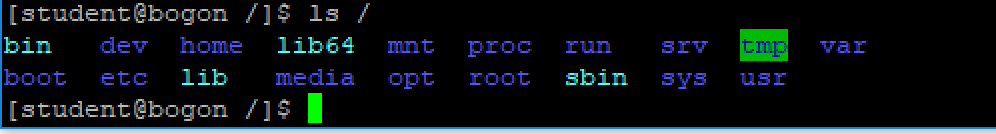 [student@bogon /]$ ls /
bin dev home lib64 mnt proc run srv tmp var
boot etc lib media opt root sbin sys usr
[student@bogon /]$